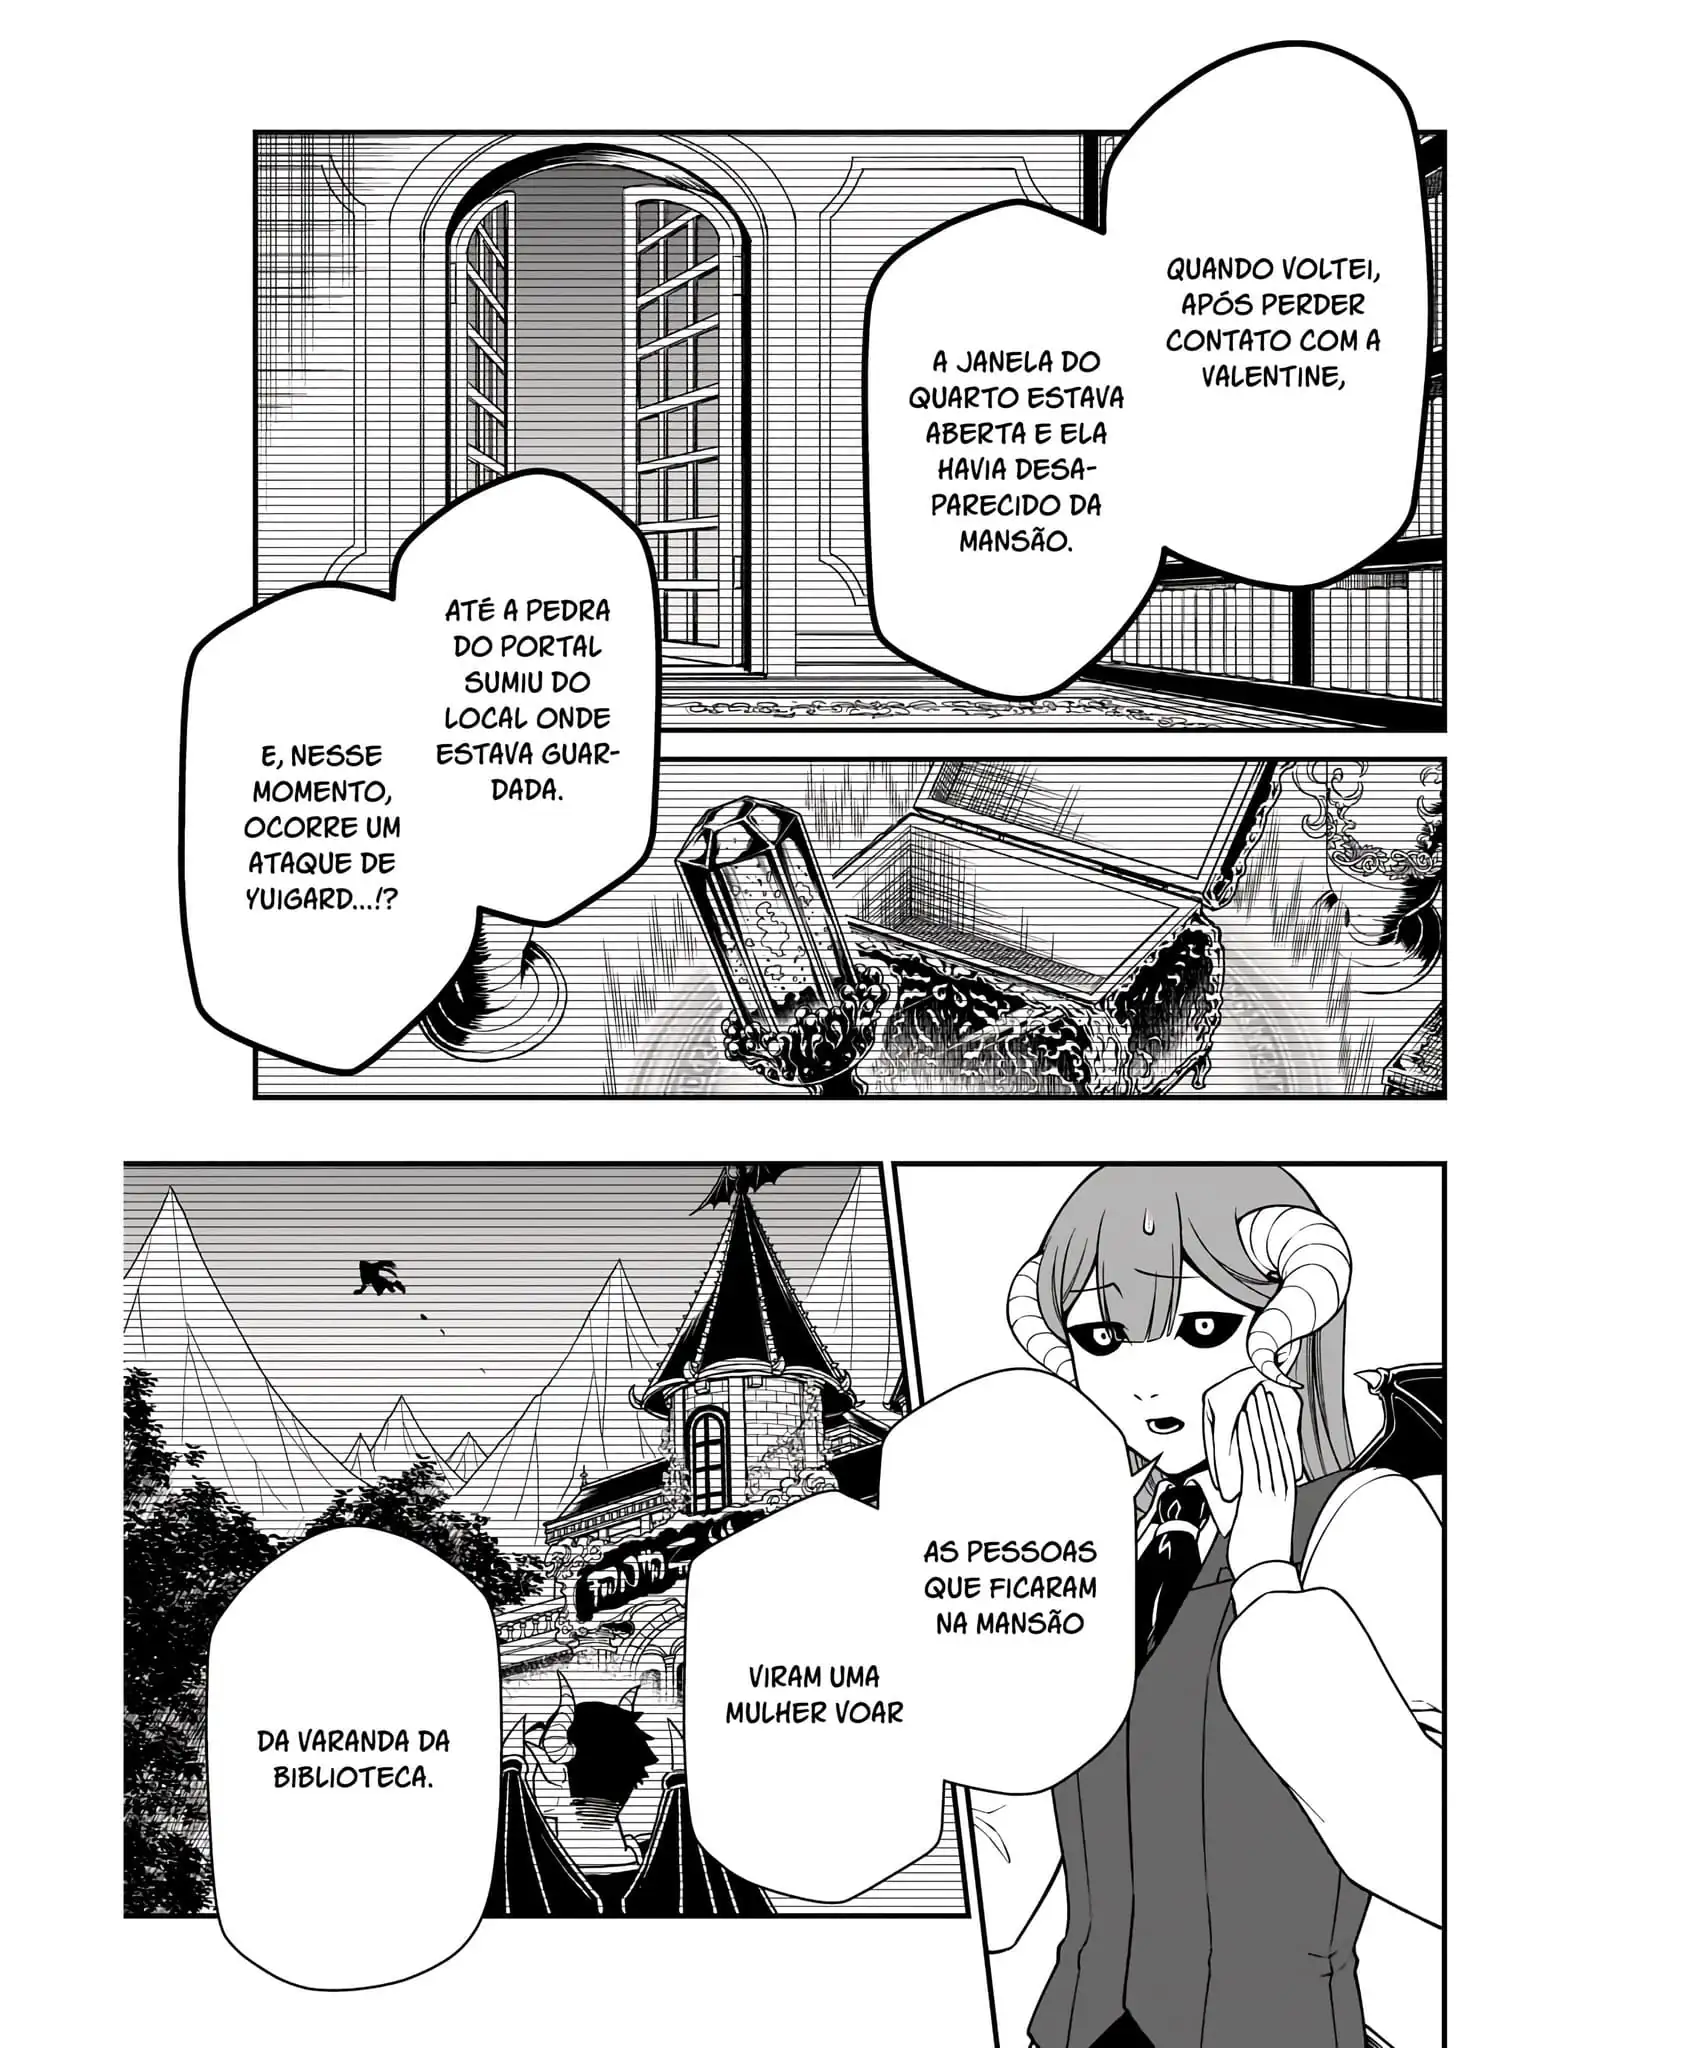 QUANDO VOLTEI,
APÓS PERDER
CONTATO COM A
VALENTINE,
A JANELA DO
QUARTO ESTAVA
ABERTA E ELA
HAVIA DESA-
PARECIDO DA
MANSÃO.
ATÉ A PEDRA
DO PORTAL
SUMIU DO
LOCAL ONDE
ESTAVA GUAR-
DADA.
E, NESSE
MOMENTO,
OCORRE UM
ATAQUE DE
YUIGARD...!?
AS PESSOAS
QUE FICARAM
NA MANSÃO
VIRAM UMA
MULHER VOAR
DA VARANDA DA
BIBLIOTECA.